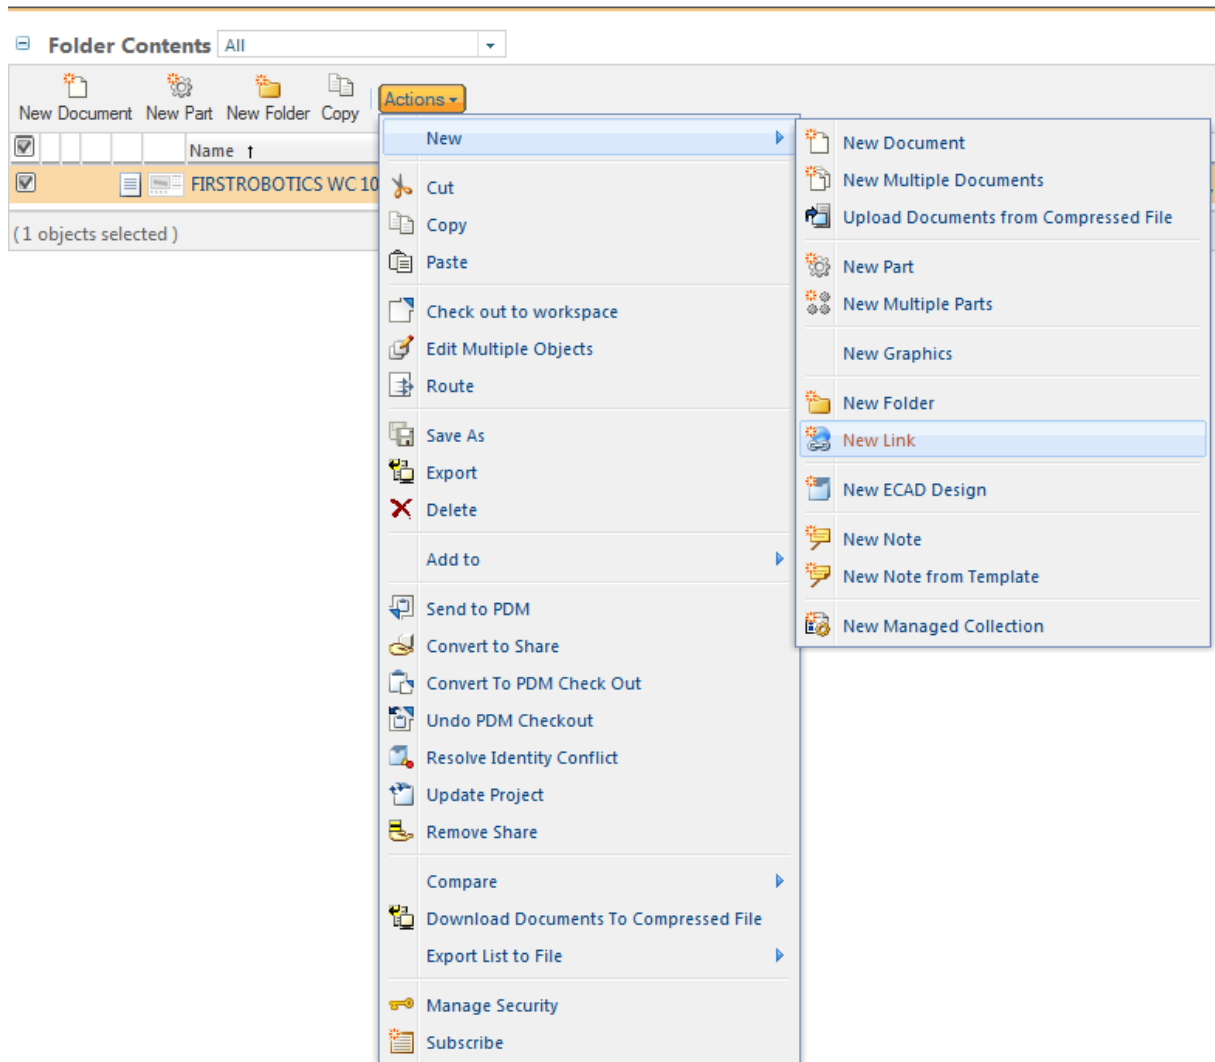 Folder Contents All
New Document New Part New Folder Copy Actions
Name
FIRSTROBOTICS WC 10
(1 objects selected )
New
Cut
Copy
Paste
Check out to workspace
Edit Multiple Objects
Route
Save As
Export
Delete
Add to
Send to PDM
Convert to Share
Convert To PDM Check Out
Undo PDM Checkout
Resolve Identity Conflict
Update Project
Remove Share
Compare
Download Documents To Compressed File
Export List to File
Manage Security
Subscribe
New Document
New Multiple Documents
Upload Documents from Compressed File
New Part
New Multiple Parts
New Graphics
New Folder
New Link
New ECAD Design
New Note
New Note from Template
New Managed Collection